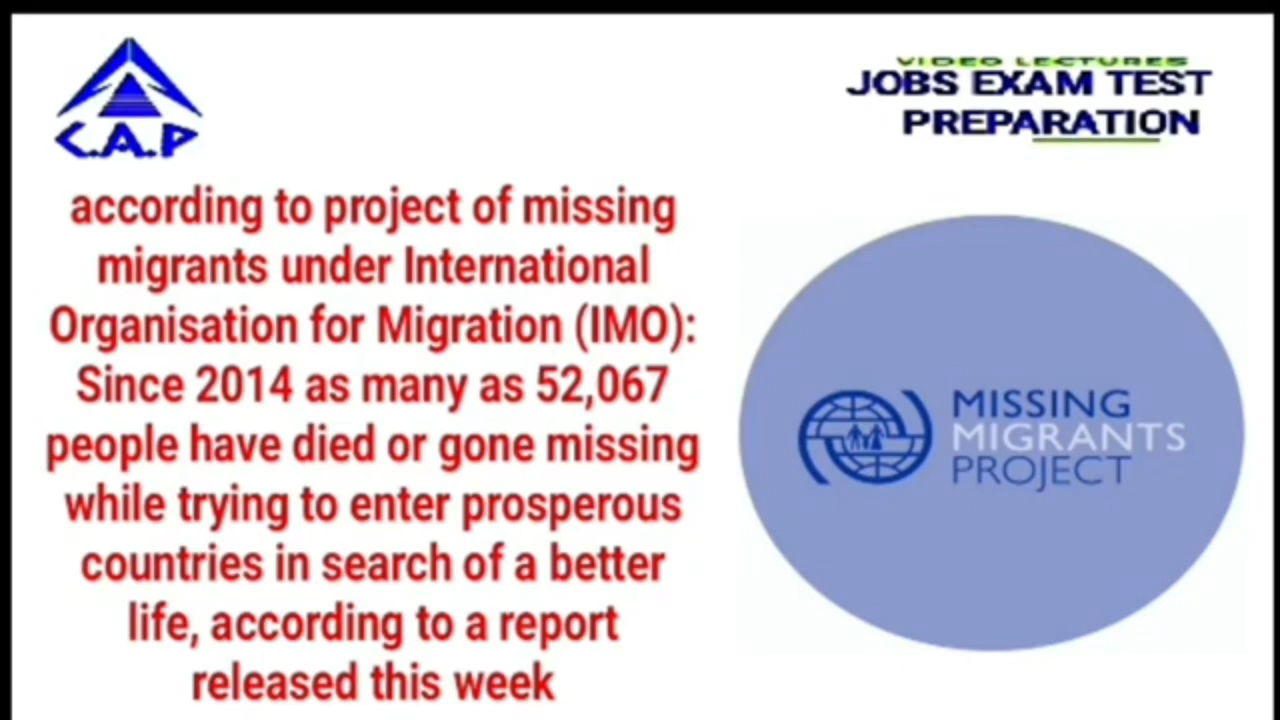 C.A.P
VIDEO LECTURES
JOBS EXAM TEST
PREPARATION
according to project of missing
migrants under International
Organisation for Migration (IMO):
Since 2014 as many as 52,067
people have died or gone missing
while trying to enter prosperous
countries in search of a better
life, according to a report
released this week
MISSING
MIGRANTS
PROJECT